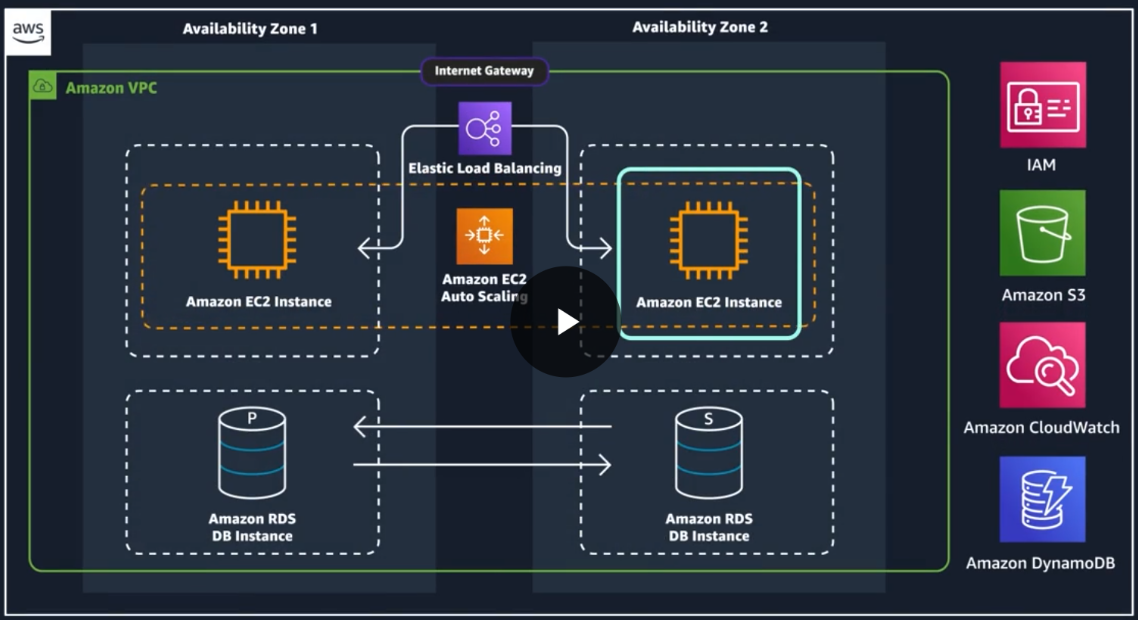 aws
Availability Zone 1
Availability Zone 2
Internet Gateway
Amazon VPC
Elastic Load Balancing
Amazon EC2
Auto Scaling
Amazon EC2 Instance
Amazon EC2 Instance
P
S
Amazon RDS
DB Instance
Amazon RDS
DB Instance
IAM
Amazon S3
Amazon CloudWatch
Amazon DynamoDB